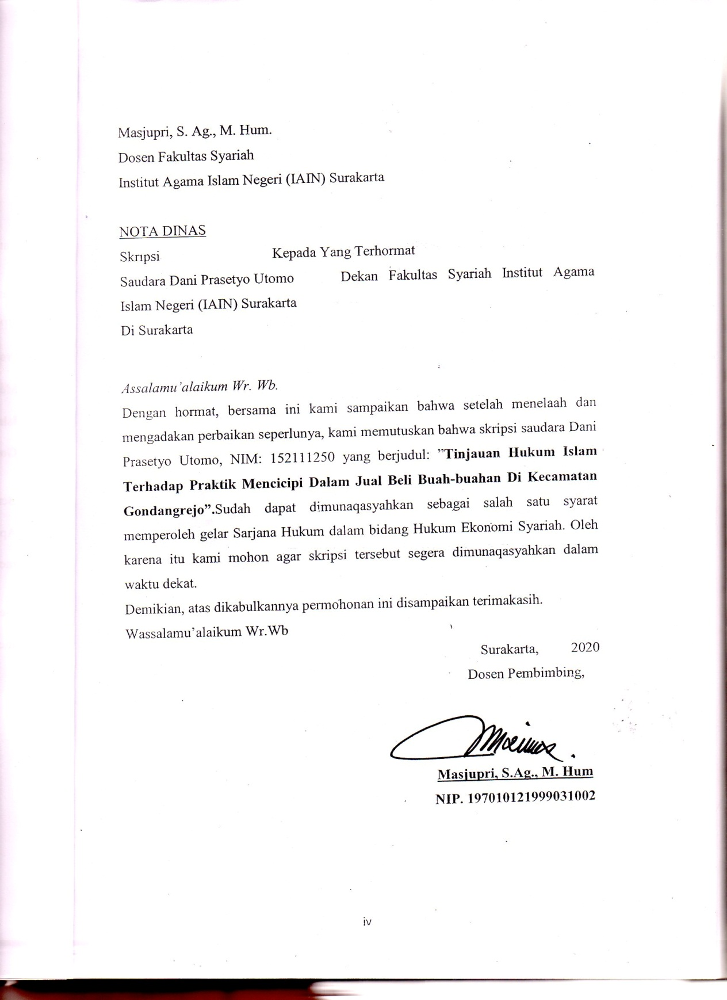 Masjupri, S. Ag., M. Hum.
Dosen Fakultas Syariah
Institut Agama Islam Negeri (IAIN) Surakarta
NOTA DINAS
Skripsi Kepada Yang Terhormat
Saudara Dani Prasetyo Utomo Dekan Fakultas Syariah Institut Agama
Islam Negeri (IAIN) Surakarta
Di Surakarta
Assalamu’alaikum Wr. Wb.
Dengan hormat, bersama ini kami sampaikan bahwa setelah menelaah dan
mengadakan perbaikan seperlunya, kami memutuskan bahwa skripsi saudara Dani
Prasetyo Utomo, NIM: 152111250 yang berjudul: ”Tinjauan Hukum Islam
Terhadap Praktik Mencicipi Dalam Jual Beli Buah-buahan Di Kecamatan
Gondangrejo”.Sudah dapat dimunaqasyahkan sebagai salah satu syarat
memperoleh gelar Sarjana Hukum dalam bidang Hukum Ekonomi Syariah. Oleh
karena itu kami mohon agar skripsi tersebut segera dimunaqasyahkan dalam
waktu dekat.
Demikian, atas dikabulkannya permohonan ini disampaikan terimakasih.
Wassalamu’alaikum Wr.Wb
Surakarta, 2020
Dosen Pembimbing,
Masjupri, S.Ag., M. Hum
NIP. 197010121999031002
iv